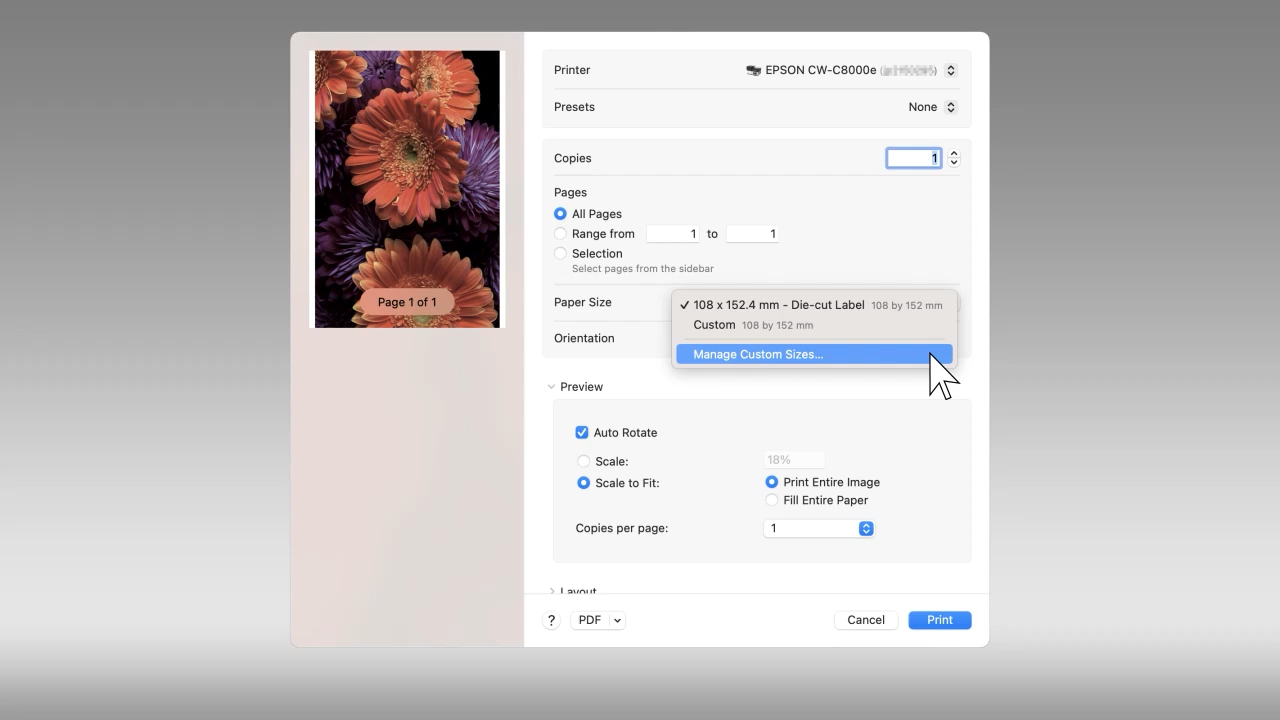 Printer
EPSON CW-C8000e
Presets
None
Copies
1
Pages
All Pages
Range from 1 to 1
Selection
Select pages from the sidebar
Paper Size
✓ 108 x 152.4 mm - Die-cut Label 108 by 152 mm
Custom 108 by 152 mm
Manage Custom Sizes...
Orientation
Page 1 of 1
Preview
Auto Rotate
Scale:
18%
Scale to Fit:
Print Entire Image
Fill Entire Paper
Copies per page:
1
Layout
?
PDF
Cancel
Print